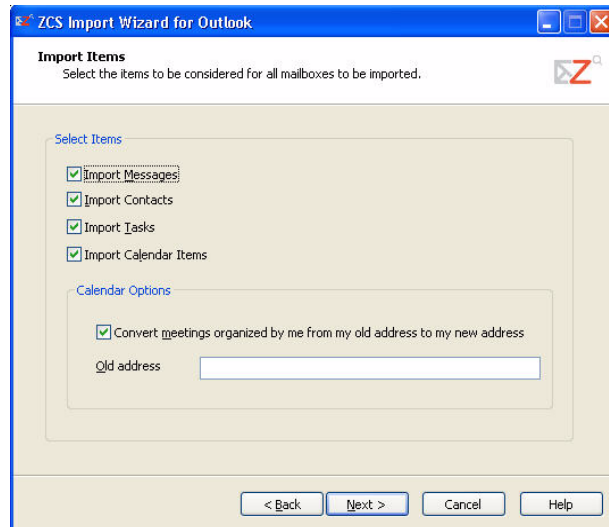 ZCS Import Wizard for Outlook
Import Items
Select the items to be considered for all mailboxes to be imported.
Select Items
Import Messages
Import Contacts
Import Tasks
Import Calendar Items
Calendar Options
Convert meetings organized by me from my old address to my new address
Old address
< Back Next > Cancel Help